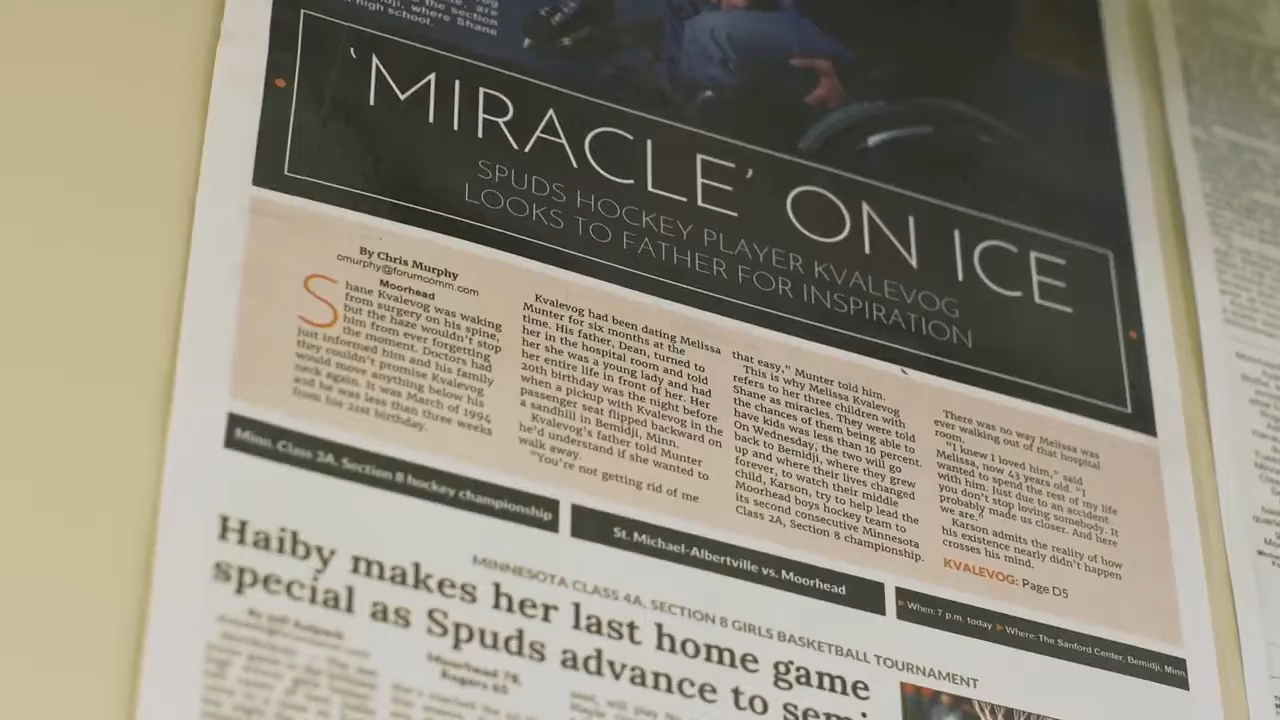 the section
idji, where Shane
high school.
‘MIRACLE’ ON ICE
SPUDS HOCKEY PLAYER KVALEVOG
LOOKS TO FATHER FOR INSPIRATION
By Chris Murphy
cmurphy@forumcomm.com
Moorhead
Shane Kvalevog was waking
from surgery on his spine,
but the haze wouldn't stop
him from ever forgetting
the moment. Doctors had
just informed him and his family
they couldn't promise Kvalevog
would move anything below his
neck again. It was March of 1994
and he was less than three weeks
from his 21st birthday.
Kvalevog had been dating Melissa
Munter for six months at the
time. His father, Dean, turned to
her in the hospital room and told
her she was a young lady and had
her entire life in front of her. Her
20th birthday was the night before
when a pickup with Kvalevog in the
passenger seat flipped backward on
a sandhill in Bemidji, Minn.
Kvalevog's father told Munter
he'd understand if she wanted to
walk away.
"You're not getting rid of me
that easy," Munter told him.
This is why Melissa Kvalevog
refers to her three children with
Shane as miracles. They were told
the chances of them being able to
have kids was less than 10 percent.
On Wednesday, the two will go
back to Bemidji, where they grew
up and where their lives changed
forever, to watch their middle
child, Karson, try to help lead the
Moorhead boys hockey team to
its second consecutive Minnesota
Class 2A, Section 8 championship.
There was no way Melissa was
ever walking out of that hospital
room.
"I knew I loved him," said
Melissa, now 43 years old. "I
wanted to spend the rest of my life
with him. Just due to an accident
you don't stop loving somebody. It
probably made us closer. And here
we are."
Karson admits the reality of how
his existence nearly didn't happen
crosses his mind.
KVALEVOG: Page D5
Minn. Class 2A, Section 8 hockey championship
St. Michael-Albertville vs. Moorhead
When: 7 p.m. today Where: The Sanford Center, Bemidji, Minn
MINNESOTA CLASS 4A, SECTION 8 GIRLS BASKETBALL TOURNAMENT
Haiby makes her last home game
special as Spuds advance to semi
Moorhead 78,
Rogers 60